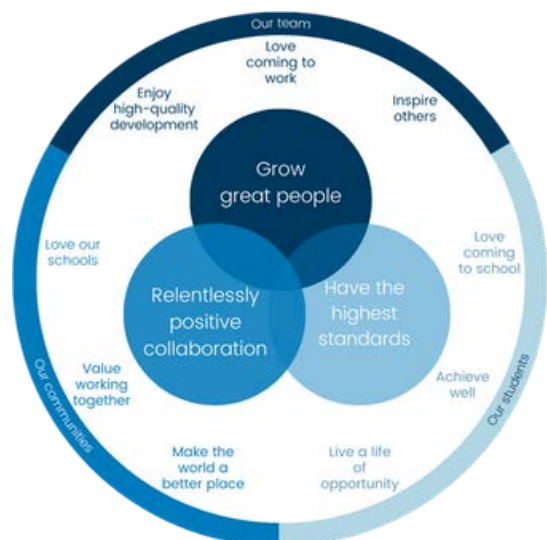 Our team
Love
coming to
work
Enjoy
high-quality
development
Inspire
others
Grow
great people
Love our
schools
Love
coming
to school
Relentlessly
positive
collaboration
Have the
highest
standards
Value
working
together
Achieve
well
Make the
world a
better place
Live a life
of
opportunity
Our communities
Our students